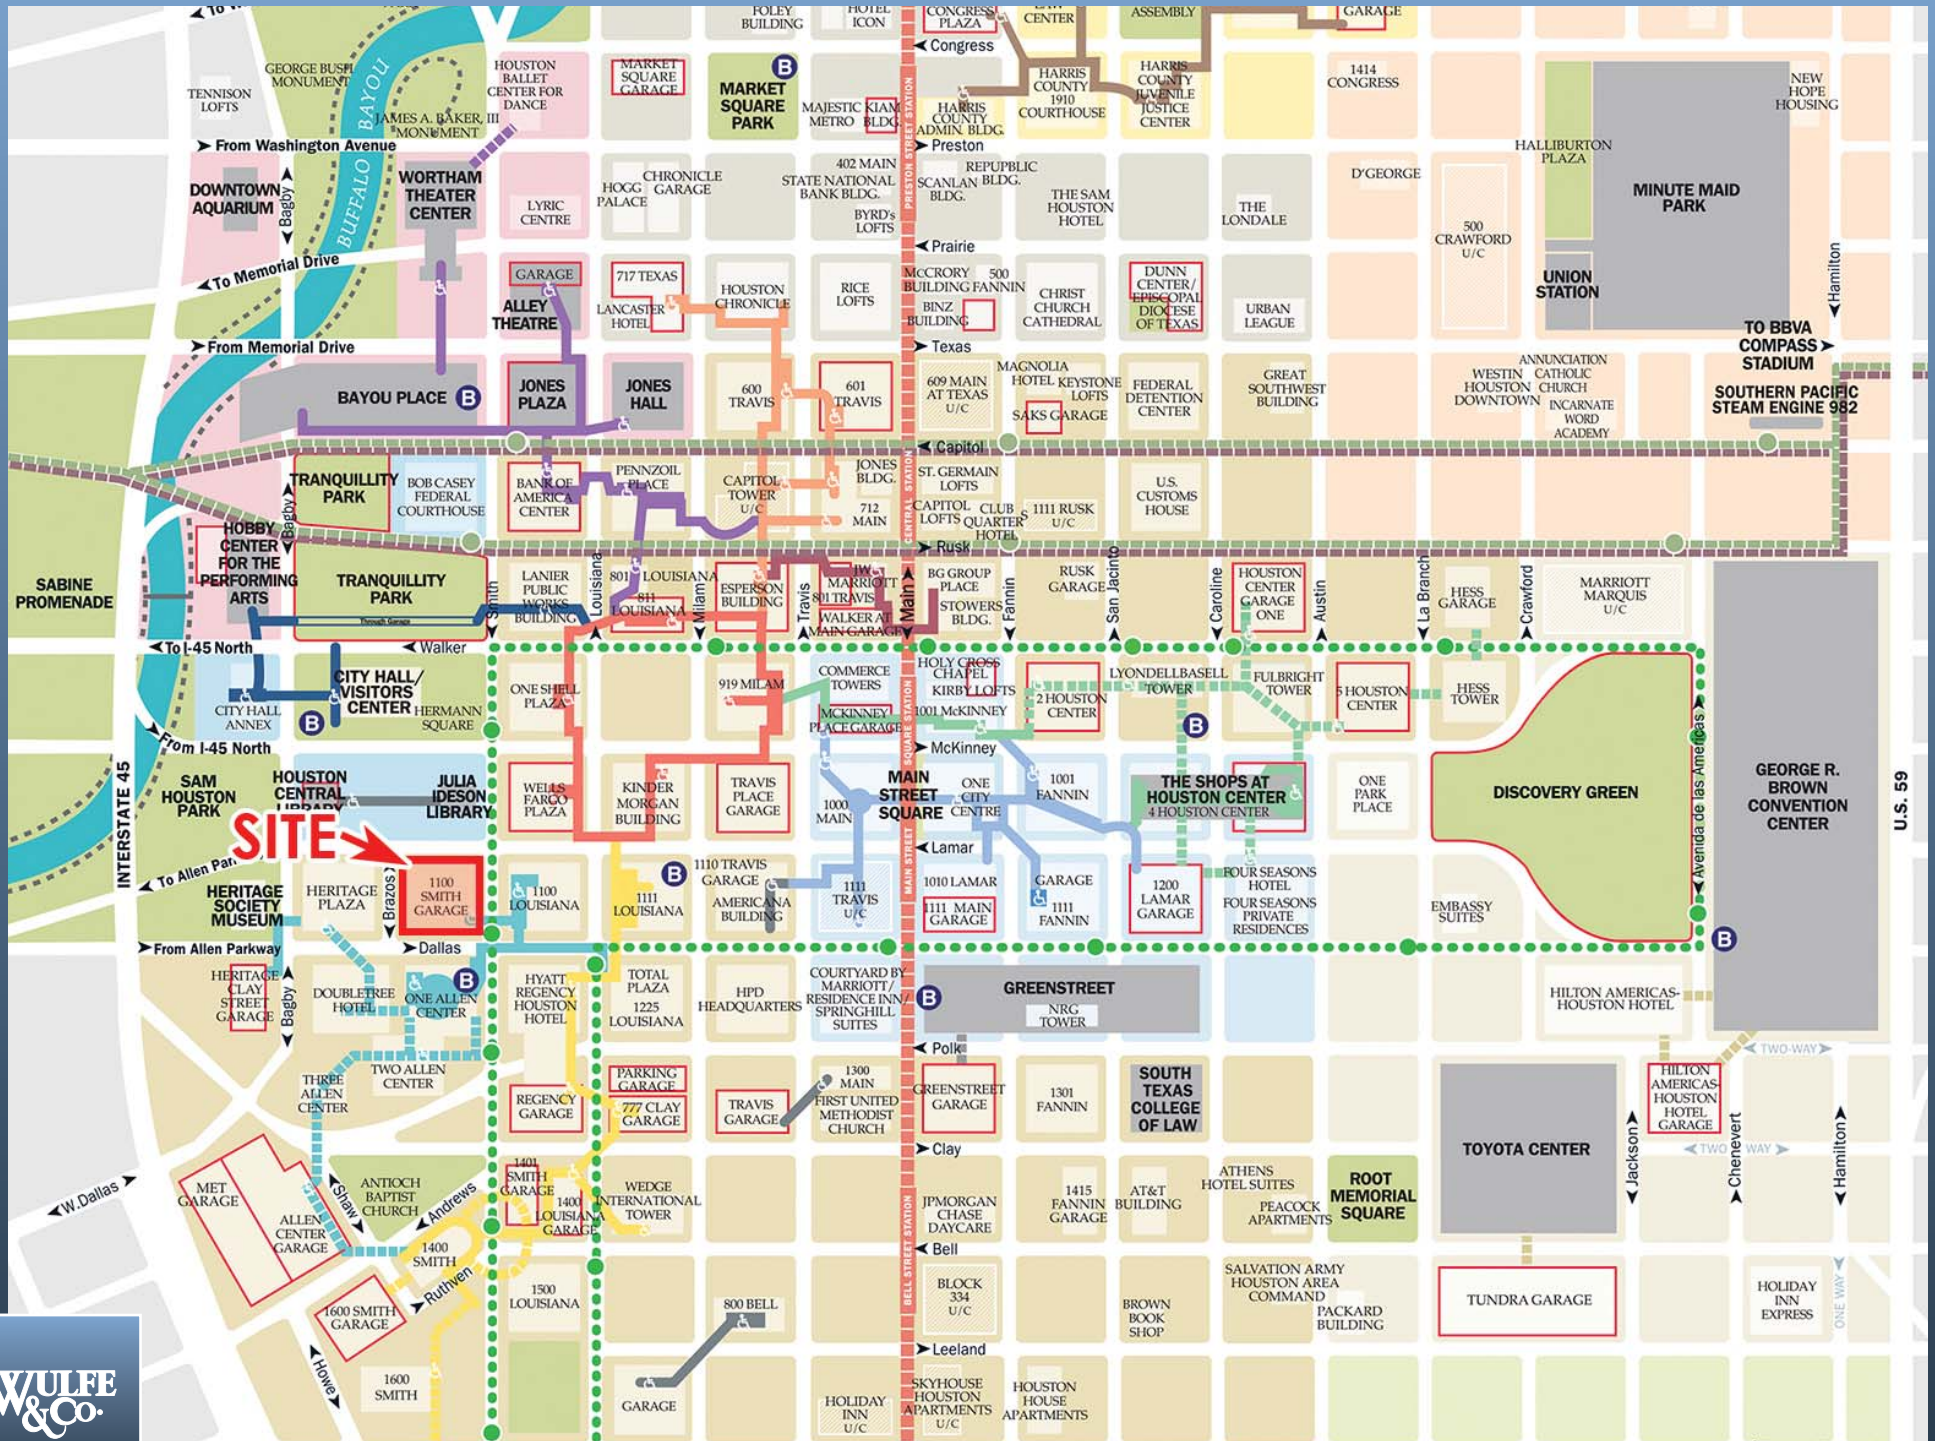 To
FOLEY
BUILDING
HOTEL
ICON
CONGRESS
PLAZA
CENTER
ASSEMBLY
GARAGE
Congress
GEORGE BUSH
MONUMENT
TENNISON
LOFTS
BUFFALO BAYOU
HOUSTON
BALLET
CENTER FOR
DANCE
MARKET
SQUARE
GARAGE
MARKET
SQUARE
PARK
B
MAJESTIC
METRO
KIAM
BLDG.
PRESTON STREET STATION
HARRIS
COUNTY
ADMIN. BLDG.
HARRIS
COUNTY
1910
COURTHOUSE
HARRIS
COUNTY
JUVENILE
JUSTICE
CENTER
1414
CONGRESS
NEW
HOPE
HOUSING
JAMES A. BAKER, III
MONUMENT
From Washington Avenue
Preston
DOWNTOWN
AQUARIUM
Bagby
BUFFALO BAYOU
WORTHAM
THEATER
CENTER
LYRIC
CENTRE
HOGG
PALACE
CHRONICLE
GARAGE
402 MAIN
STATE NATIONAL
BANK BLDG.
BYRD's
LOFTS
SCANLAN
BLDG.
REPUPBLIC
BLDG.
THE SAM
HOUSTON
HOTEL
THE
LONDALE
D'GEORGE
500
CRAWFORD
U/C
HALLIBURTON
PLAZA
MINUTE MAID
PARK
Prairie
To Memorial Drive
GARAGE
ALLEY
THEATRE
717 TEXAS
LANCASTER
HOTEL
HOUSTON
CHRONICLE
RICE
LOFTS
McCRORY
BUILDING
500
FANNIN
BINZ
BUILDING
CHRIST
CHURCH
CATHEDRAL
DUNN
CENTER/
EPISCOPAL
DIOCESE
OF TEXAS
URBAN
LEAGUE
UNION
STATION
Hamilton
From Memorial Drive
Texas
TO BBVA
COMPASS
STADIUM
BAYOU PLACE
B
JONES
PLAZA
JONES
HALL
600
TRAVIS
601
TRAVIS
609 MAIN
AT TEXAS
U/C
MAGNOLIA
HOTEL
KEYSTONE
LOFTS
SAKS GARAGE
FEDERAL
DETENTION
CENTER
GREAT
SOUTHWEST
BUILDING
WESTIN
HOUSTON
DOWNTOWN
ANNUNCIATION
CATHOLIC
CHURCH
INCARNATE
WORD
ACADEMY
SOUTHERN PACIFIC
STEAM ENGINE 982
Capitol
TRANQUILLITY
PARK
BOB CASEY
FEDERAL
COURTHOUSE
BANK OF
AMERICA
CENTER
PENNZOIL
PLACE
CAPITOL
TOWER
U/C
JONES
BLDG.
712
MAIN
CENTRAL STATION
ST. GERMAIN
LOFTS
CAPITOL
LOFTS
CLUB
QUARTERS
HOTEL
1111 RUSK
U/C
U.S.
CUSTOMS
HOUSE
Bagby
Rusk
SABINE
PROMENADE
HOBBY
CENTER
FOR THE
PERFORMING
ARTS
TRANQUILLITY
PARK
Through Garage
Smith
LANIER
PUBLIC
WORKS
BUILDING
Louisiana
801 LOUISIANA
811
LOUISIANA
Milam
ESPERSON
BUILDING
Travis
JW
MARRIOTT
801 TRAVIS
WALKER AT
MAIN GARAGE
Main
BG GROUP
PLACE
STOWERS
BLDG.
Fannin
RUSK
GARAGE
San Jacinto
Caroline
HOUSTON
CENTER
GARAGE
ONE
Austin
La Branch
HESS
GARAGE
Crawford
MARRIOTT
MARQUIS
U/C
To I-45 North
Walker
CITY HALL
ANNEX
CITY HALL/
VISITORS
CENTER
B
HERMANN
SQUARE
ONE SHELL
PLAZA
919 MILAM
COMMERCE
TOWERS
MCKINNEY
PLACE GARAGE
MAIN STREET SQUARE STATION
HOLY CROSS
CHAPEL
KIRBY LOFTS
1001 McKINNEY
2 HOUSTON
CENTER
LYONDELLBASELL
TOWER
B
FULBRIGHT
TOWER
5 HOUSTON
CENTER
HESS
TOWER
Avenida de las Americas
From I-45 North
McKinney
INTERSTATE 45
SAM
HOUSTON
PARK
HOUSTON
CENTRAL
LIBRARY
JULIA
IDESON
LIBRARY
WELLS
FARGO
PLAZA
KINDER
MORGAN
BUILDING
TRAVIS
PLACE
GARAGE
1000
MAIN
MAIN
STREET
SQUARE
ONE
CITY
CENTRE
1001
FANNIN
THE SHOPS AT
HOUSTON CENTER
4 HOUSTON CENTER
ONE
PARK
PLACE
DISCOVERY GREEN
GEORGE R.
BROWN
CONVENTION
CENTER
U.S. 59
SITE
Lamar
To Allen Par
HERITAGE
SOCIETY
MUSEUM
HERITAGE
PLAZA
Brazos
1100
SMITH
GARAGE
1100
LOUISIANA
1111
LOUISIANA
B
1110 TRAVIS
GARAGE
AMERICANA
BUILDING
1111
TRAVIS
U/C
1010 LAMAR
1111 MAIN
GARAGE
GARAGE
1111
FANNIN
1200
LAMAR
GARAGE
FOUR SEASONS
HOTEL
FOUR SEASONS
PRIVATE
RESIDENCES
EMBASSY
SUITES
B
From Allen Parkway
Dallas
HERITAGE
CLAY
STREET
GARAGE
Bagby
DOUBLETREE
HOTEL
B
ONE ALLEN
CENTER
HYATT
REGENCY
HOUSTON
HOTEL
TOTAL
PLAZA
1225
LOUISIANA
HPD
HEADQUARTERS
COURTYARD BY
MARRIOTT/
RESIDENCE INN/
SPRINGHILL
SUITES
B
GREENSTREET
NRG
TOWER
HILTON AMERICAS-
HOUSTON HOTEL
Polk
TWO-WAY
THREE
ALLEN
CENTER
TWO ALLEN
CENTER
REGENCY
GARAGE
PARKING
GARAGE
777 CLAY
GARAGE
TRAVIS
GARAGE
1300
MAIN
FIRST UNITED
METHODIST
CHURCH
GREENSTREET
GARAGE
1301
FANNIN
SOUTH
TEXAS
COLLEGE
OF LAW
TOYOTA CENTER
HILTON
AMERICAS-
HOUSTON
HOTEL
GARAGE
Jackson
Chenevert
Hamilton
Clay
TWO WAY
W.Dallas
MET
GARAGE
ALLEN
CENTER
GARAGE
Shaw
ANTIOCH
BAPTIST
CHURCH
Andrews
1401
SMITH
GARAGE
1400
LOUISIANA
GARAGE
WEDGE
INTERNATIONAL
TOWER
BELL STREET STATION
JPMORGAN
CHASE
DAYCARE
1415
FANNIN
GARAGE
AT&T
BUILDING
ATHENS
HOTEL SUITES
PEACOCK
APARTMENTS
ROOT
MEMORIAL
SQUARE
Bell
1400
SMITH
Ruthven
1600 SMITH
GARAGE
1500
LOUISIANA
800 BELL
BLOCK
334
U/C
BROWN
BOOK
SHOP
SALVATION ARMY
HOUSTON AREA
COMMAND
PACKARD
BUILDING
TUNDRA GARAGE
HOLIDAY
INN
EXPRESS
ONE WAY
Leeland
Howe
1600
SMITH
GARAGE
HOLIDAY
INN
U/C
SKYHOUSE
HOUSTON
APARTMENTS
U/C
HOUSTON
HOUSE
APARTMENTS
WULFE
&CO.